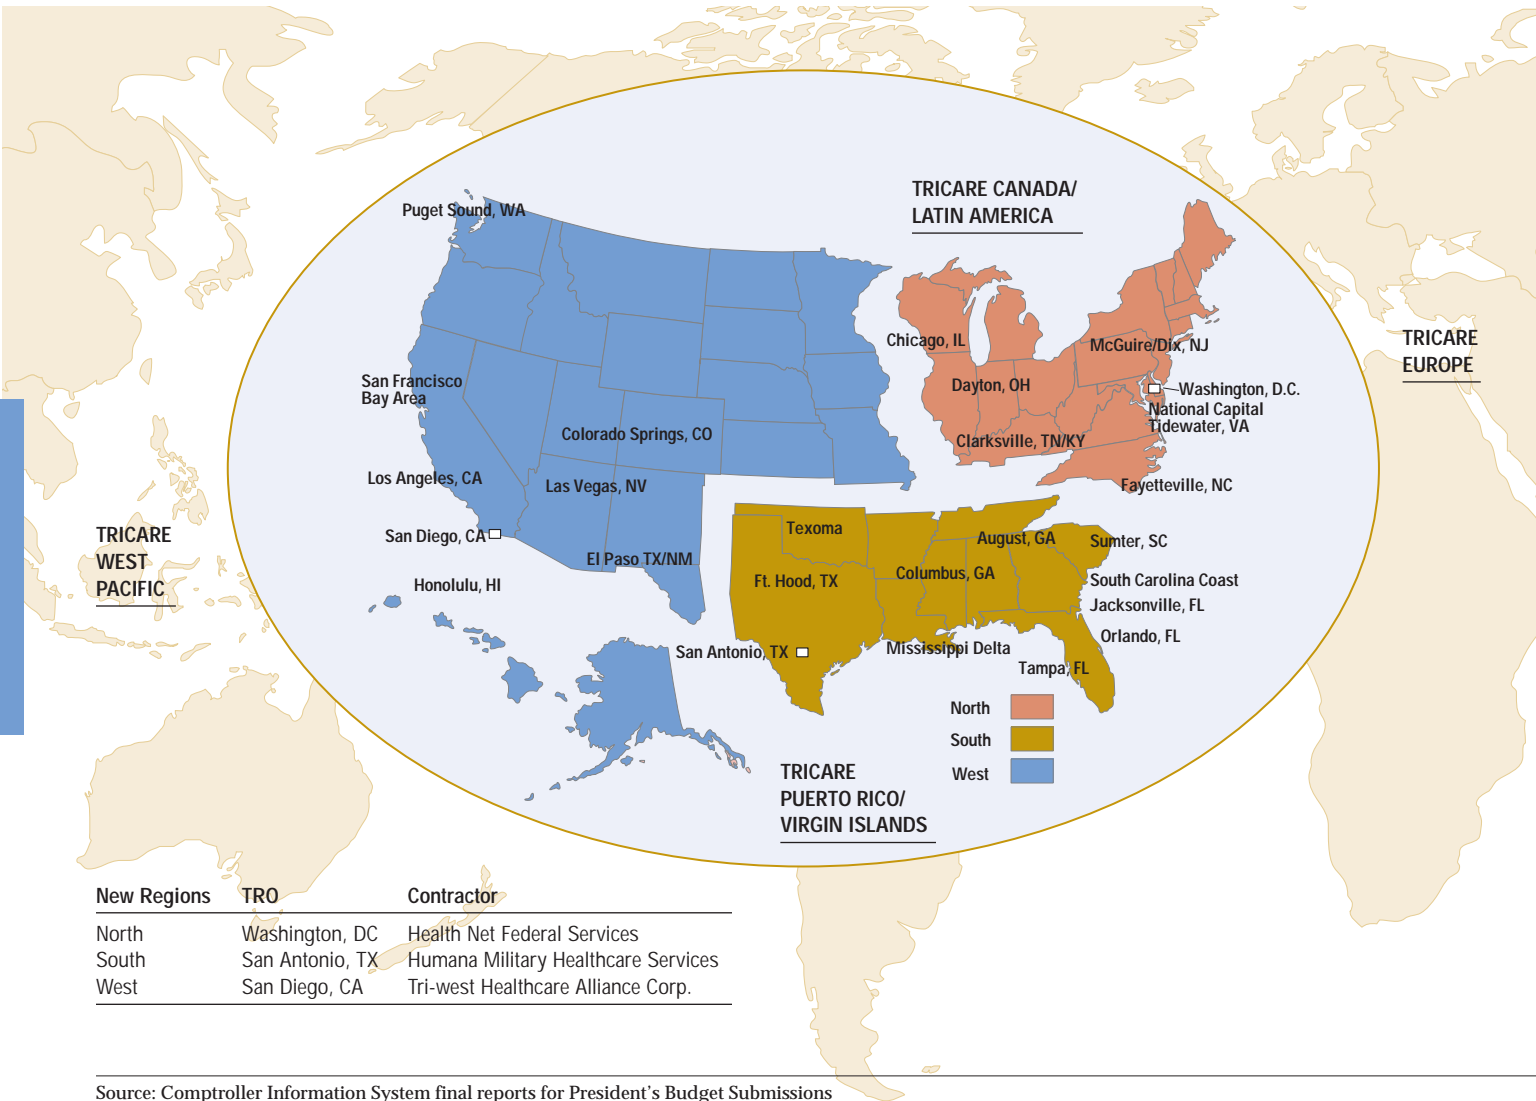 TRICARE CANADA/
LATIN AMERICA
Puget Sound, WA
Chicago, IL
McGuire/Dix, NJ
TRICARE
EUROPE
San Francisco
Bay Area
Dayton, OH
Washington, D.C.
National Capital
Tidewater, VA
Colorado Springs, CO
Clarksville, TN/KY
Los Angeles, CA
Las Vegas, NV
Fayetteville, NC
TRICARE
WEST
PACIFIC
San Diego, CA
Texoma
August, GA
Sumter, SC
El Paso TX/NM
Honolulu, HI
Ft. Hood, TX
Columbus, GA
South Carolina Coast
Jacksonville, FL
Orlando, FL
San Antonio, TX
Mississippi Delta
Tampa, FL
North
South
West
TRICARE
PUERTO RICO/
VIRGIN ISLANDS
New Regions TRO Contractor
North Washington, DC Health Net Federal Services
South San Antonio, TX Humana Military Healthcare Services
West San Diego, CA Tri-west Healthcare Alliance Corp.
Source: Comptroller Information System final reports for President's Budget Submissions